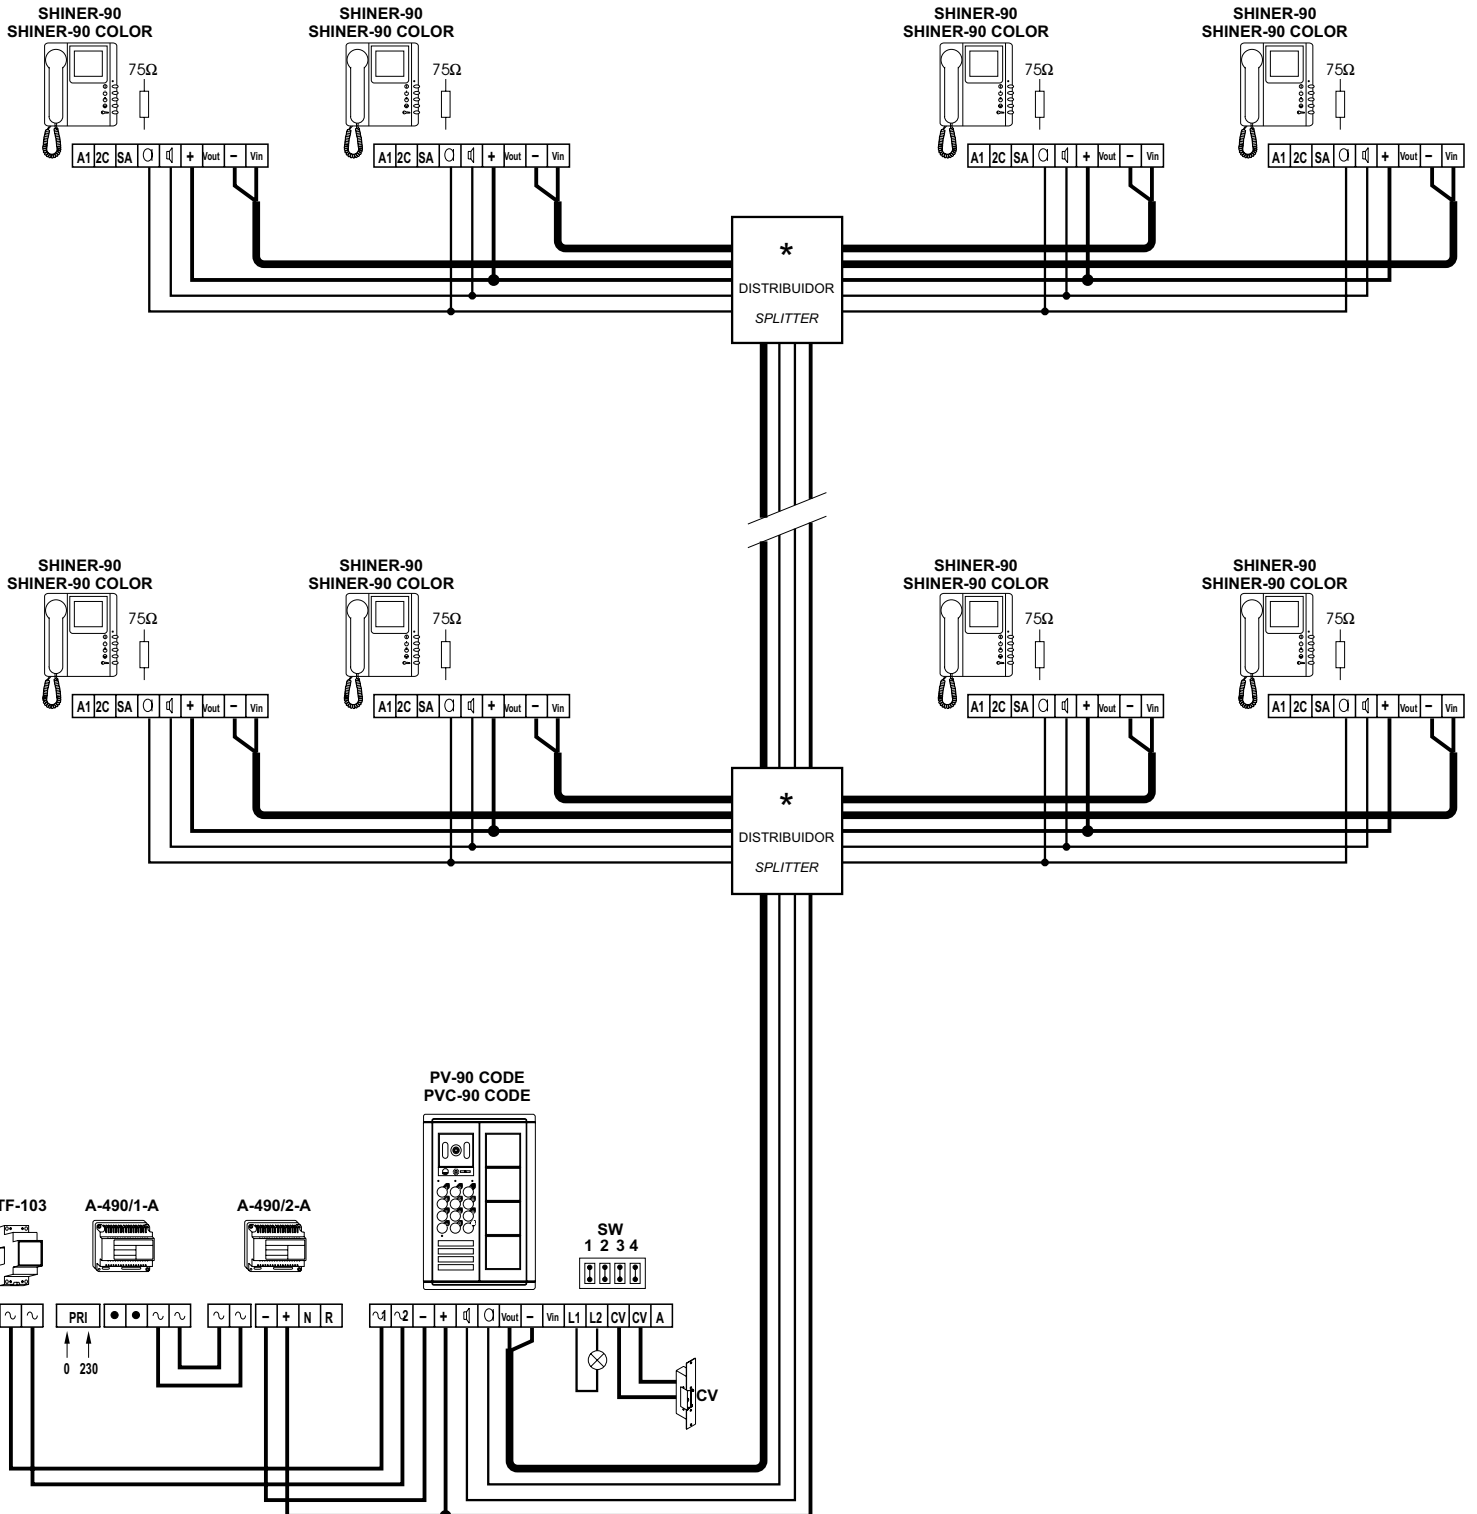 SHINER-90
SHINER-90 COLOR
75Ω
A1 2C SA + Vout – Vin
SHINER-90
SHINER-90 COLOR
75Ω
A1 2C SA + Vout – Vin
SHINER-90
SHINER-90 COLOR
75Ω
A1 2C SA + Vout – Vin
SHINER-90
SHINER-90 COLOR
75Ω
A1 2C SA + Vout – Vin
*
DISTRIBUIDOR
SPLITTER
SHINER-90
SHINER-90 COLOR
75Ω
A1 2C SA + Vout – Vin
SHINER-90
SHINER-90 COLOR
75Ω
A1 2C SA + Vout – Vin
SHINER-90
SHINER-90 COLOR
75Ω
A1 2C SA + Vout – Vin
SHINER-90
SHINER-90 COLOR
75Ω
A1 2C SA + Vout – Vin
*
DISTRIBUIDOR
SPLITTER
PV-90 CODE
PVC-90 CODE
TF-103
A-490/1-A
A-490/2-A
SW
1 2 3 4
~ ~
PRI
● ● ~ ~
~ ~
– + N R
~1 ~2 – + Vout – Vin L1 L2 CV CV A
0 230
CV